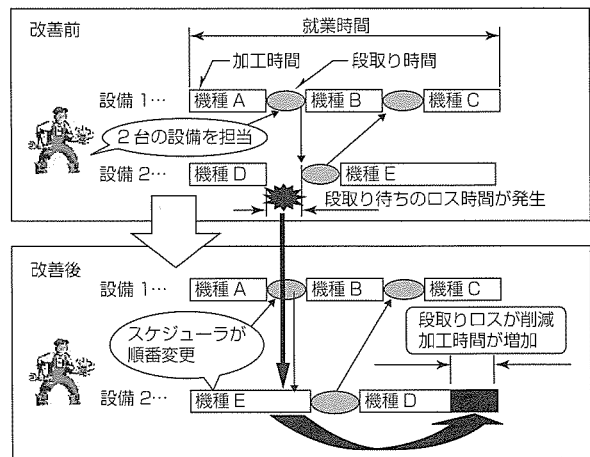 改善前
就業時間
加工時間
段取り時間
設備 1… 機種 A 機種 B 機種 C
2台の設備を担当
設備 2… 機種 D 機種 E
段取り待ちのロス時間が発生
改善後
設備 1… 機種 A 機種 B 機種 C
スケジューラが
順番変更
段取りロスが削減
加工時間が増加
設備 2… 機種 E 機種 D